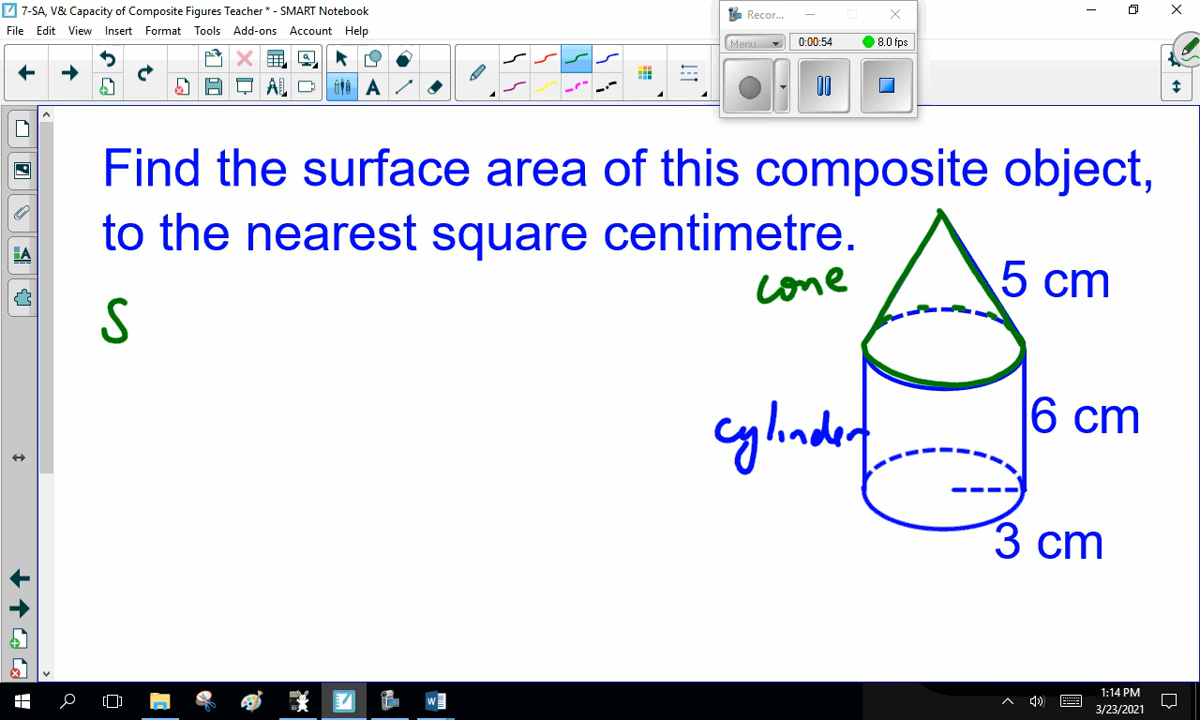 7-SA, V& Capacity of Composite Figures Teacher * - SMART Notebook
Recor...
File Edit View Insert Format Tools Add-ons Account Help
Menu 0:00:54 8.0 fps
Find the surface area of this composite object,
to the nearest square centimetre.
cone
5 cm
S
cylinder
6 cm
3 cm
1:14 PM
3/23/2021